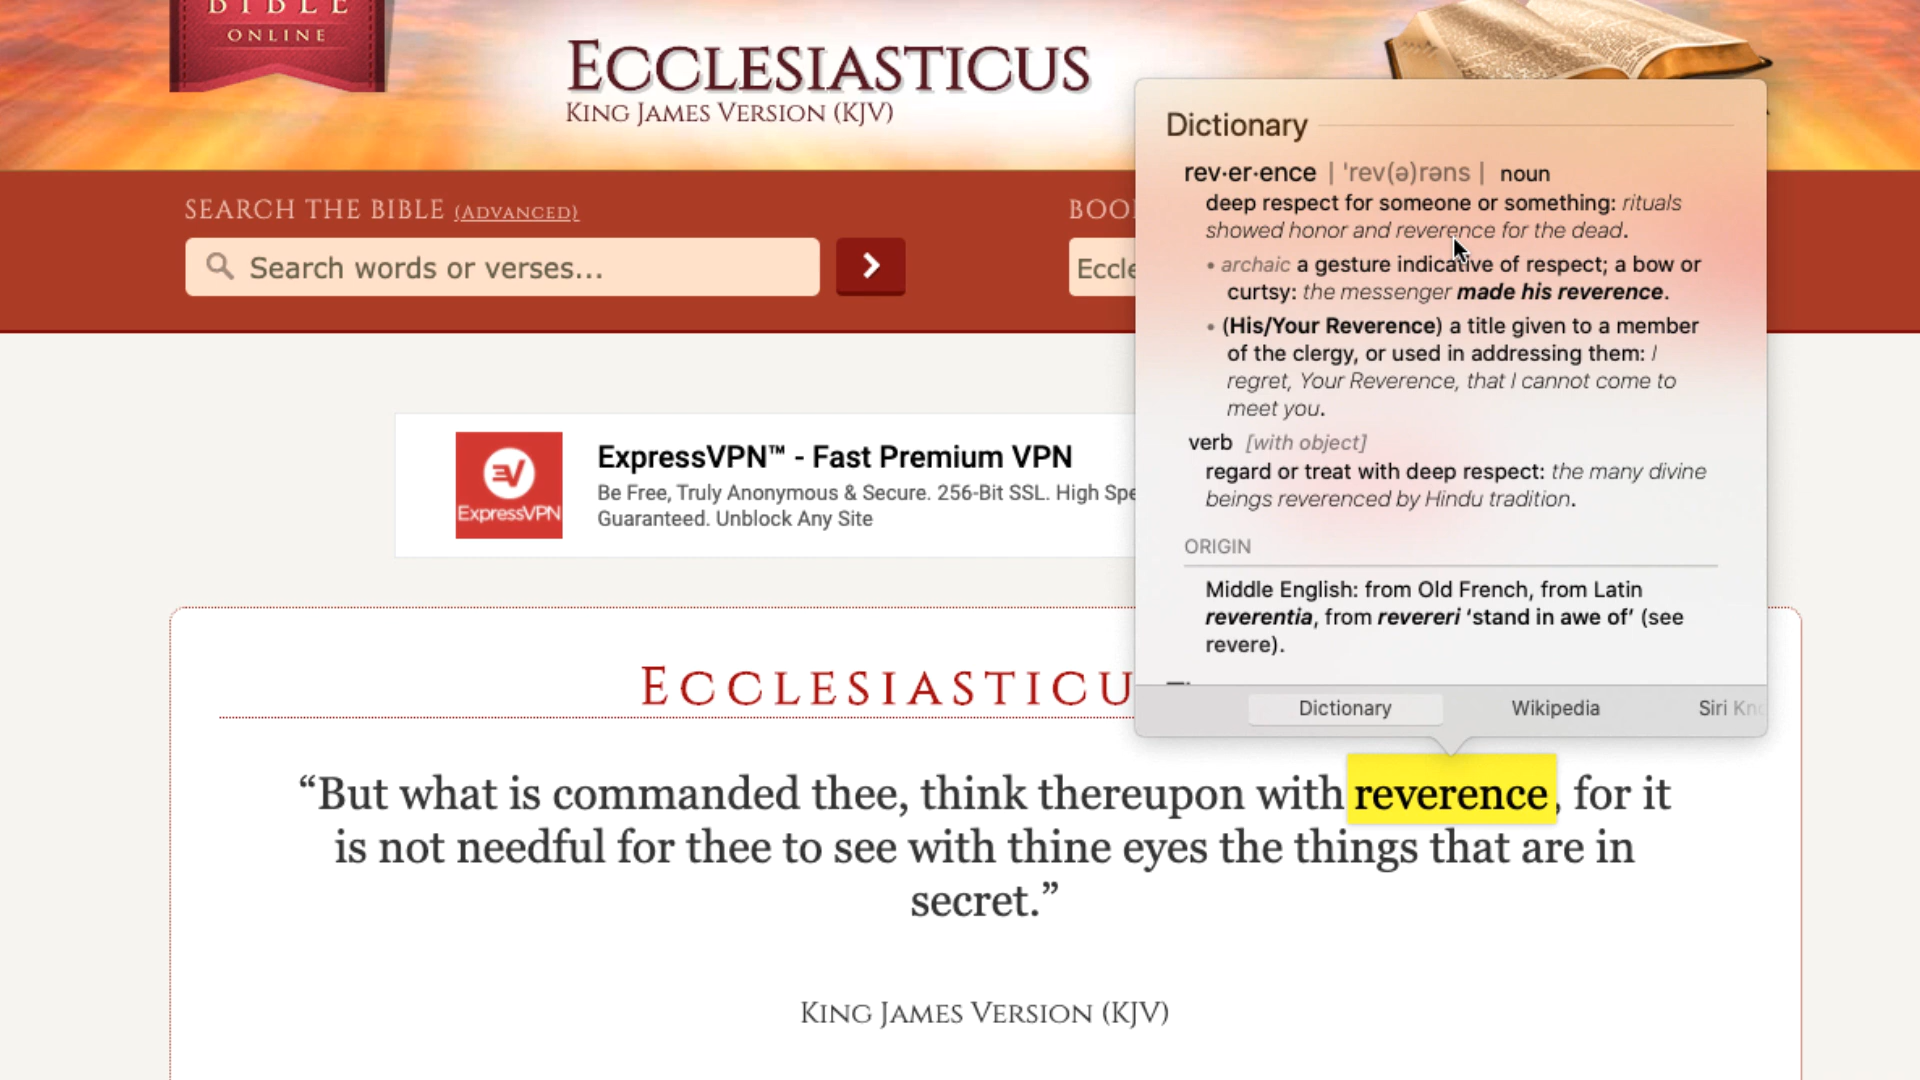 BIBLE
ONLINE
ECCLESIASTICUS
KING JAMES VERSION (KJV)
SEARCH THE BIBLE (ADVANCED)
Search words or verses...
BOO
Eccle
Dictionary
rev·er·ence | ˈrev(ə)rəns | noun
deep respect for someone or something: rituals
showed honor and reverence for the dead.
• archaic a gesture indicative of respect; a bow or
curtsy: the messenger made his reverence.
• (His/Your Reverence) a title given to a member
of the clergy, or used in addressing them: I
regret, Your Reverence, that I cannot come to
meet you.
verb [with object]
regard or treat with deep respect: the many divine
beings reverenced by Hindu tradition.
ORIGIN
Middle English: from Old French, from Latin
reverentia, from revereri ‘stand in awe of’ (see
revere).
Dictionary Wikipedia Siri Kno
ExpressVPN
ExpressVPN™ - Fast Premium VPN
Be Free, Truly Anonymous & Secure. 256-Bit SSL. High Spe
Guaranteed. Unblock Any Site
ECCLESIASTICU
“But what is commanded thee, think thereupon with reverence, for it
is not needful for thee to see with thine eyes the things that are in
secret.”
KING JAMES VERSION (KJV)